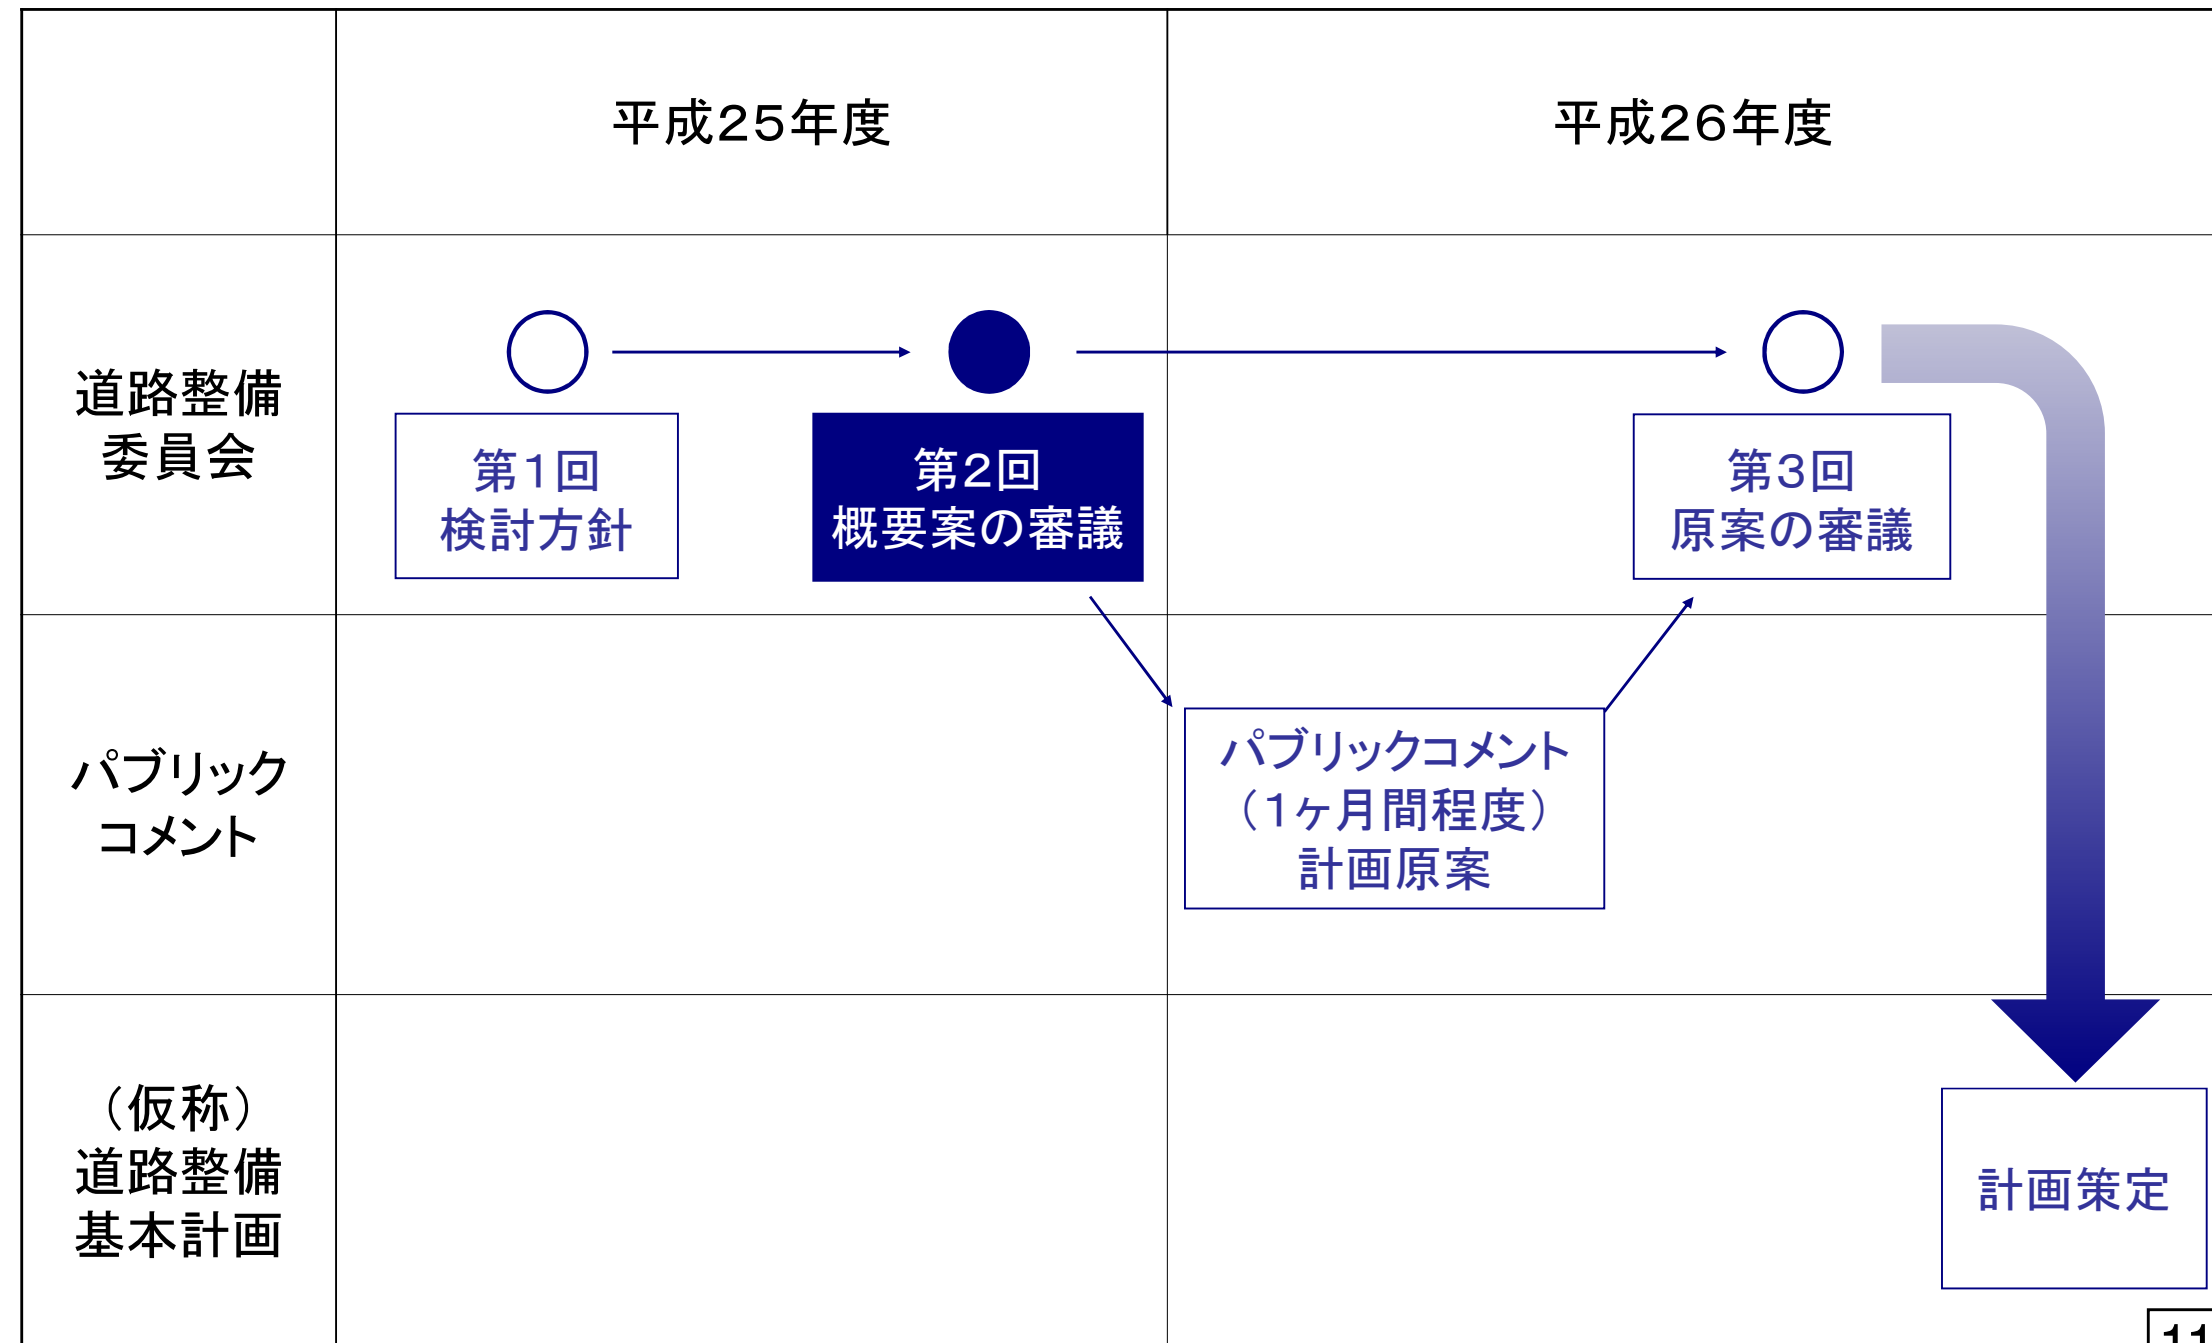 平成25年度
平成26年度
道路整備
委員会
第1回
検討方針
第2回
概要案の審議
第3回
原案の審議
パブリック
コメント
パブリックコメント
（1ヶ月間程度）
計画原案
（仮称）
道路整備
基本計画
計画策定
11